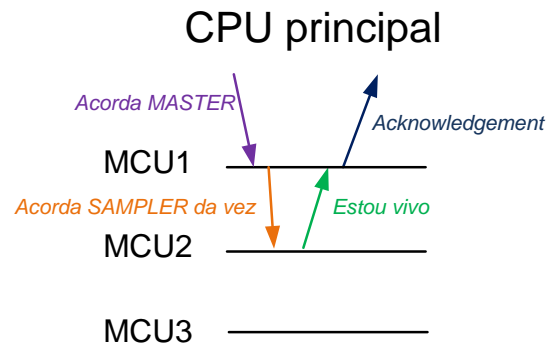 CPU principal
Acorda MASTER
Acknowledgement
MCU1
Acorda SAMPLER da vez
Estou vivo
MCU2
MCU3